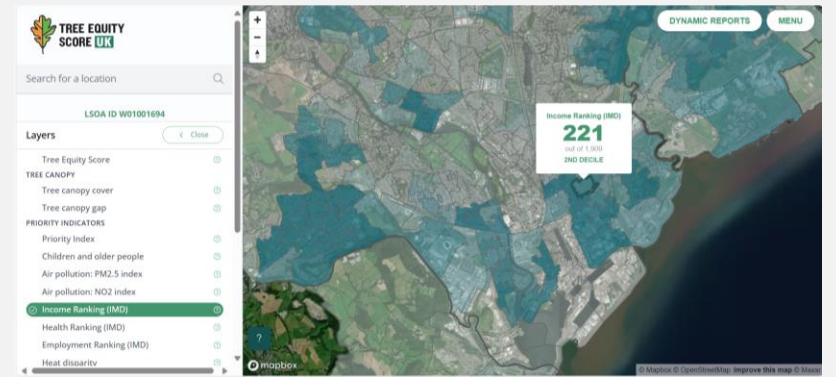 TREE EQUITY
SCORE UK
Search for a location
LSOA ID W01001694
Layers
< Close
Tree Equity Score
TREE CANOPY
Tree canopy cover
Tree canopy gap
PRIORITY INDICATORS
Priority Index
Children and older people
Air pollution: PM2.5 index
Air pollution: NO2 index
Income Ranking (IMD)
Health Ranking (IMD)
Employment Ranking (IMD)
Heat disparity
+
−
DYNAMIC REPORTS
MENU
Income Ranking (IMD)
221
out of 1,909
2ND DECILE
?
mapbox
© Mapbox © OpenStreetMap Improve this map © Maxar